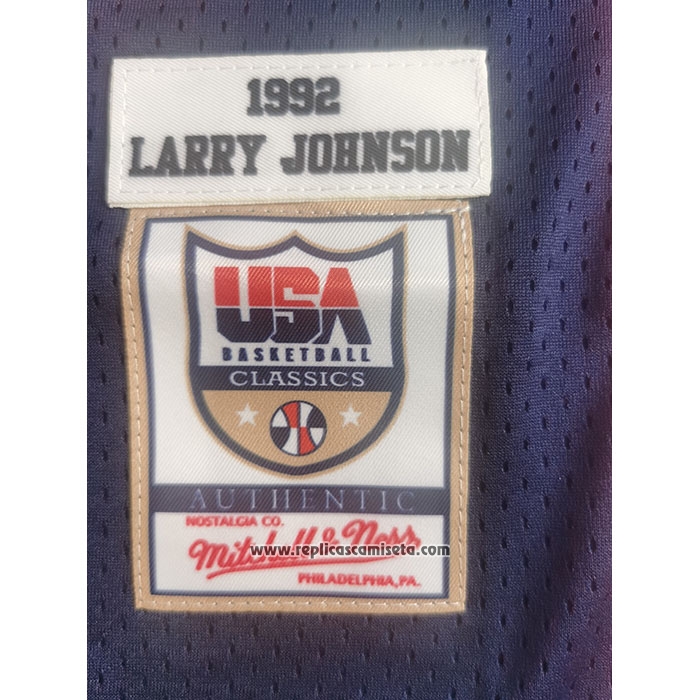 1992
LARRY JOHNSON
USA
BASKETBALL
CLASSICS
AUTHENTIC
NOSTALGIA CO.
Mitchell & Ness
www.replicascamiseta.com
PHILADELPHIA, PA.